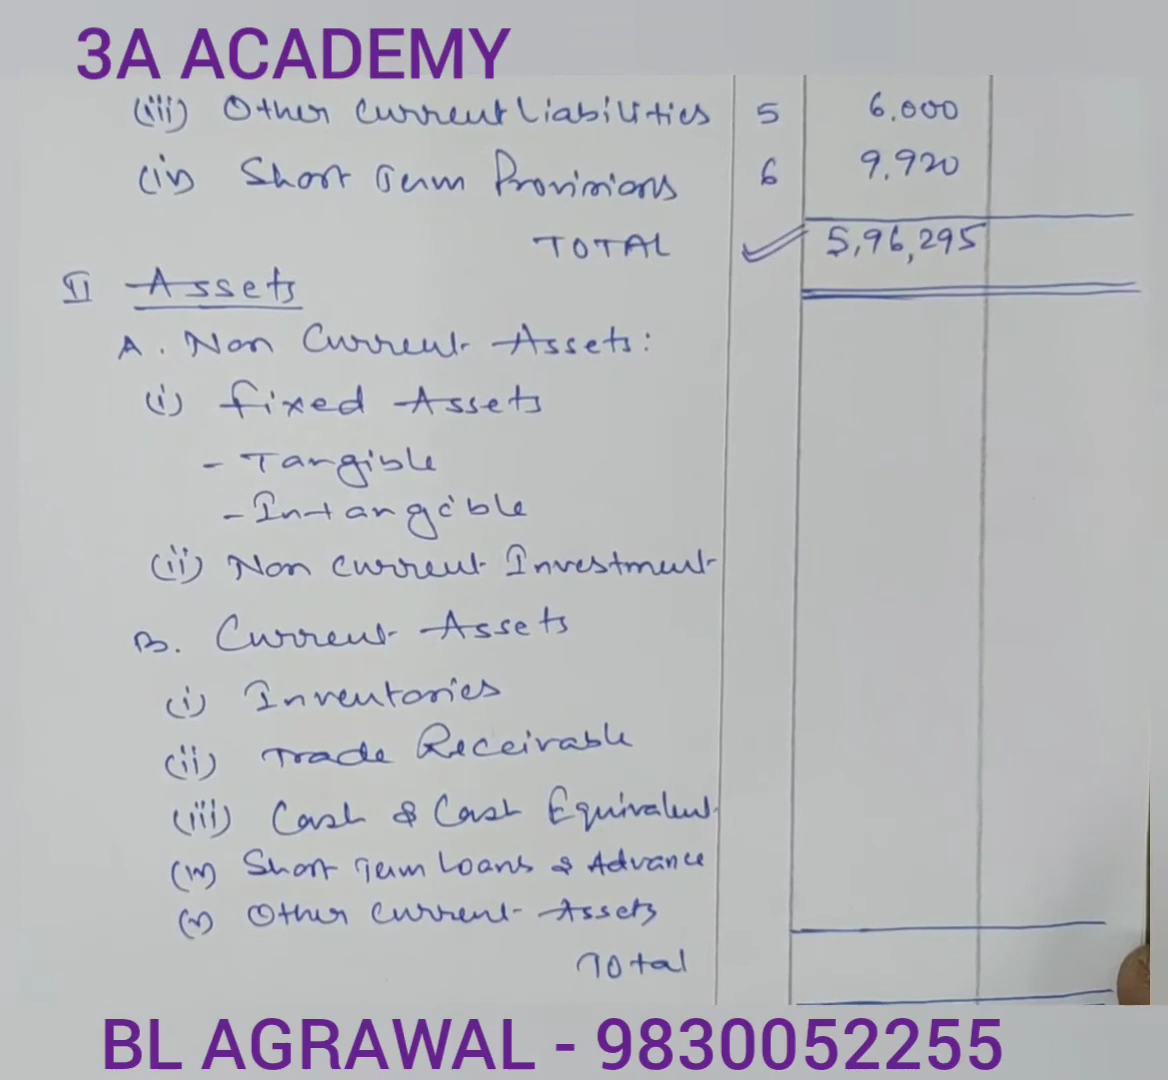 3A ACADEMY
(iii) Other Current Liabilities 5 6,000
(iv) Short Term Provisions 6 9,920
TOTAL ✓ 5,96,295
II Assets
A. Non Current Assets:
(i) Fixed Assets
- Tangible
- Intangible
(ii) Non Current Investment
B. Current Assets
(i) Inventories
(ii) Trade Receivable
(iii) Cash & Cash Equivalent
(iv) Short Term Loans & Advance
(v) Other Current Assets
Total
BL AGRAWAL - 9830052255